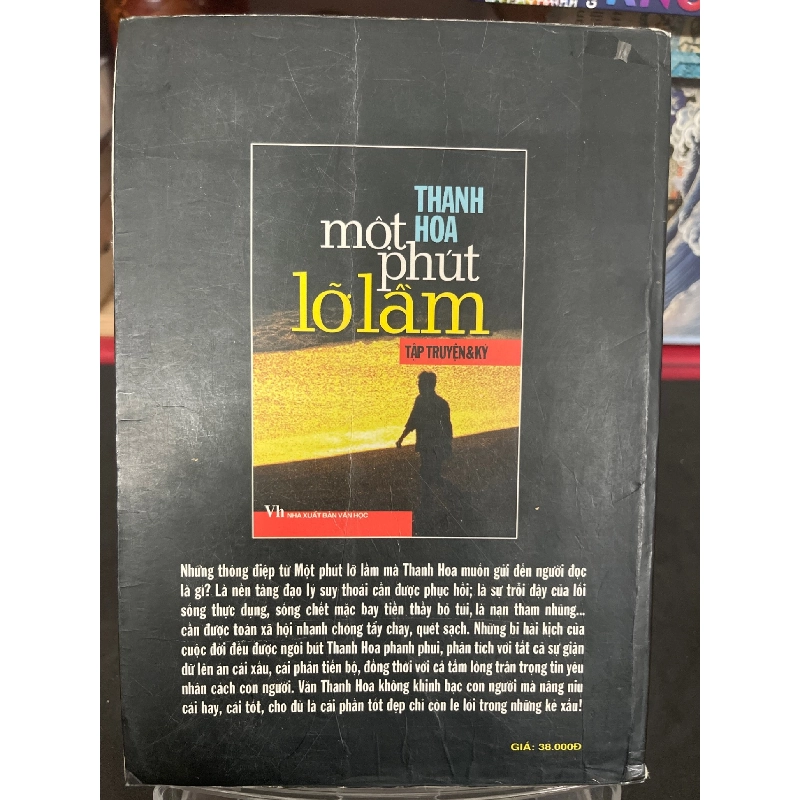 THANH
HOA
một
phút
lỡ lầm
TẬP TRUYỆN & KÝ
Vh NHÀ XUẤT BẢN VĂN HỌC
Những thông điệp từ Một phút lỡ lầm mà Thanh Hoa muốn gửi đến người đọc
là gì? Là nền tảng đạo lý suy thoái cần được phục hồi; là sự trỗi dậy của lối
sống thực dụng, sống chết mặc bay tiền thầy bỏ túi, là nạn tham nhũng...
cần được toàn xã hội nhanh chóng tẩy chay, quét sạch. Những bi hài kịch của
cuộc đời đều được ngòi bút Thanh Hoa phanh phui, phân tích với tất cả sự giận
dữ lên án cái xấu, cái phản tiến bộ, đồng thời với cả tấm lòng trân trọng tin yêu
nhân cách con người. Văn Thanh Hoa không khinh bạc con người mà nâng niu
cái hay, cái tốt, cho dù là cái phần tốt đẹp chỉ còn le lói trong những kẻ xấu!
GIÁ: 38.000Đ